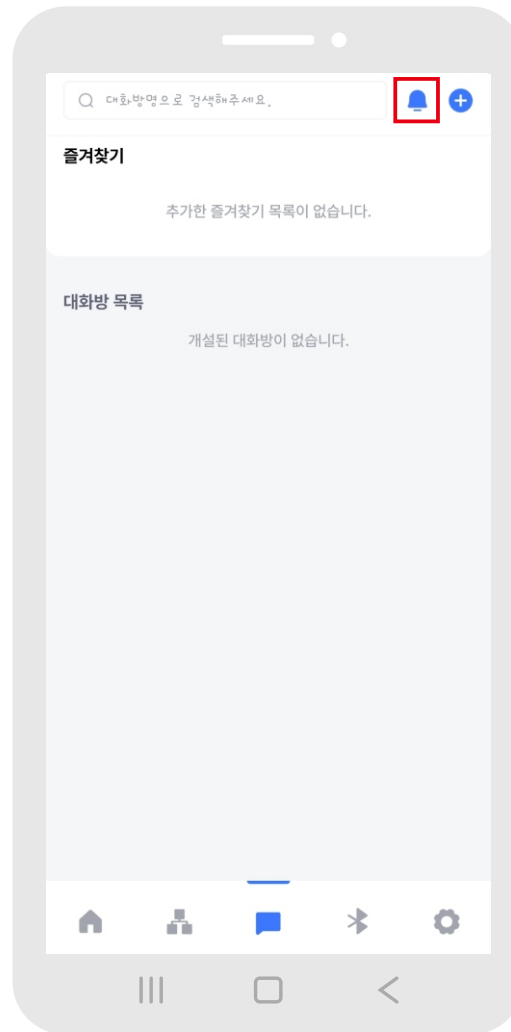 대화방명으로 검색해주세요.
즐겨찾기
추가한 즐겨찾기 목록이 없습니다.
대화방 목록
개설된 대화방이 없습니다.